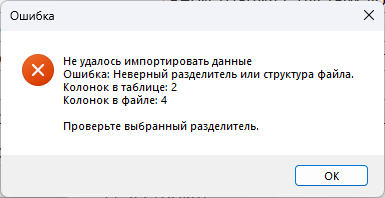 Ошибка
Не удалось импортировать данные
Ошибка: Неверный разделитель или структура файла.
Колонок в таблице: 2
Колонок в файле: 4
Проверьте выбранный разделитель.
ОК